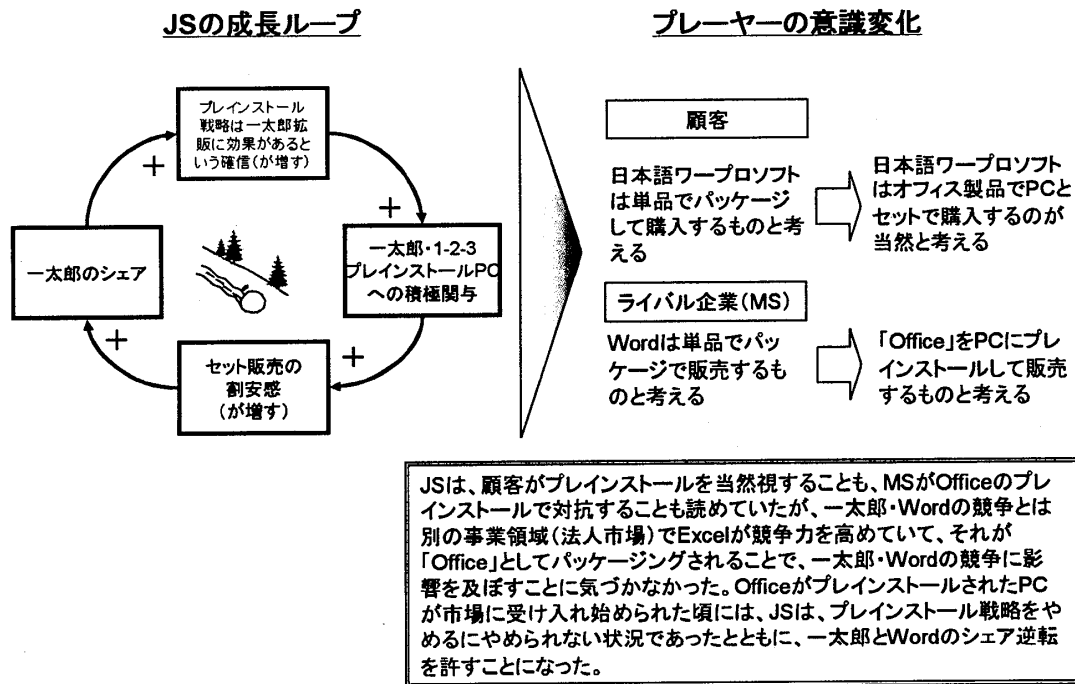 JSの成長ループ
プレインストール
戦略は一太郎拡
販に効果があると
いう確信(が増す)
+
+
一太郎のシェア
一太郎・1-2-3
プレインストールPC
への積極関与
+
+
セット販売の
割安感
(が増す)
プレーヤーの意識変化
顧客
日本語ワープロソフト
は単品でパッケージ
して購入するものと考
える
日本語ワープロソフト
はオフィス製品でPCと
セットで購入するのが
当然と考える
ライバル企業(MS)
Wordは単品でパッ
ケージで販売するも
のと考える
「Office」をPCにプレ
インストールして販売
するものと考える
JSは、顧客がプレインストールを当然視することも、MSがOfficeのプレ
インストールで対抗することも読めていたが、一太郎・Wordの競争とは
別の事業領域(法人市場)でExcelが競争力を高めていて、それが
「Office」としてパッケージングされることで、一太郎・Wordの競争に影
響を及ぼすことに気づかなかった。OfficeがプレインストールされたPC
が市場に受け入れ始められた頃には、JSは、プレインストール戦略をや
めるにやめられない状況であったとともに、一太郎とWordのシェア逆転
を許すことになった。